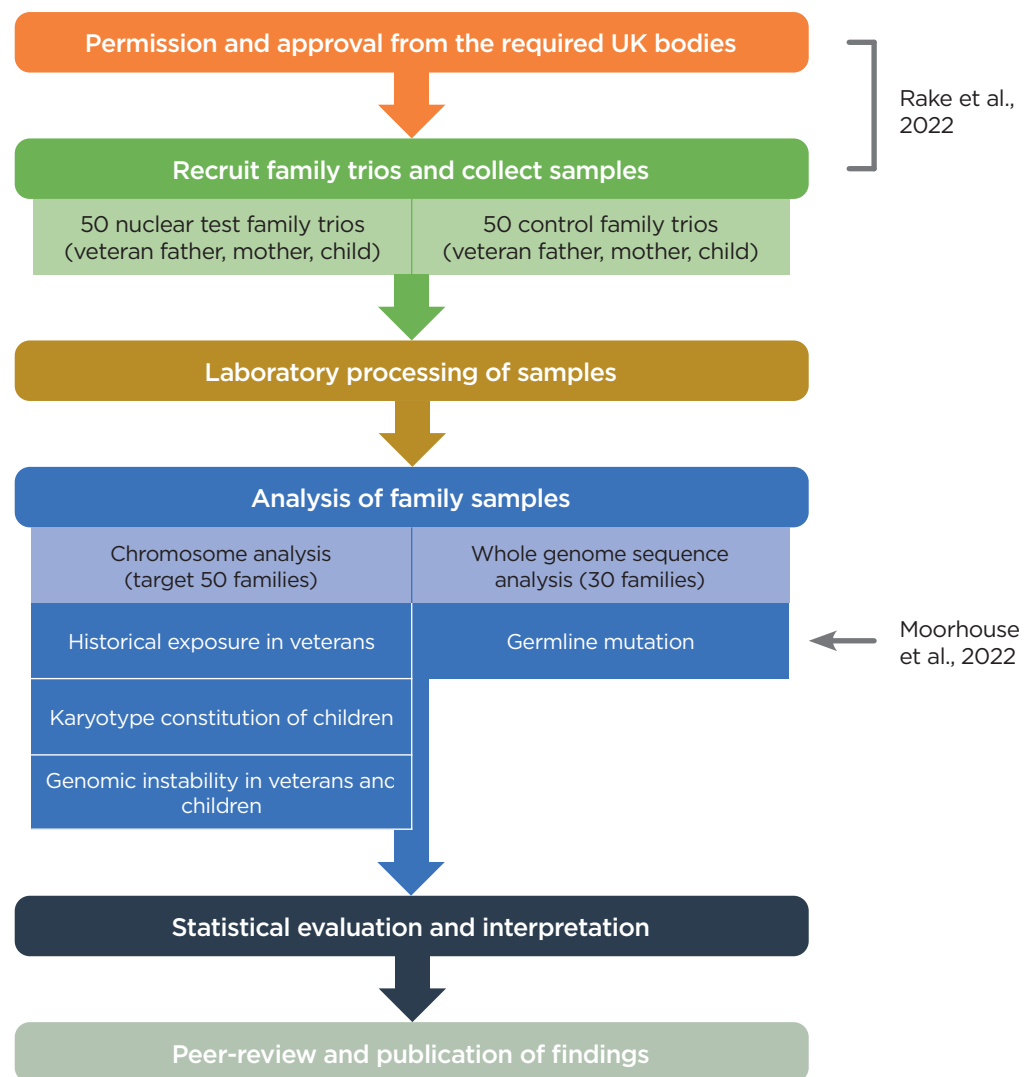 Permission and approval from the required UK bodies
Rake et al.,
2022
Recruit family trios and collect samples
50 nuclear test family trios
(veteran father, mother, child)
50 control family trios
(veteran father, mother, child)
Laboratory processing of samples
Analysis of family samples
Chromosome analysis
(target 50 families)
Whole genome sequence
analysis (30 families)
Historical exposure in veterans
Germline mutation
Moorhouse
et al., 2022
Karyotype constitution of children
Genomic instability in veterans and
children
Statistical evaluation and interpretation
Peer-review and publication of findings